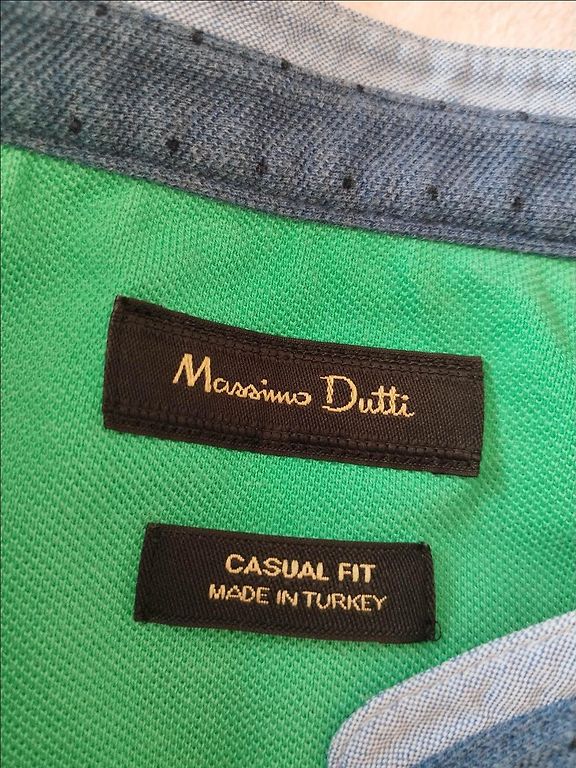 Massimo Dutti
CASUAL FIT
MADE IN TURKEY